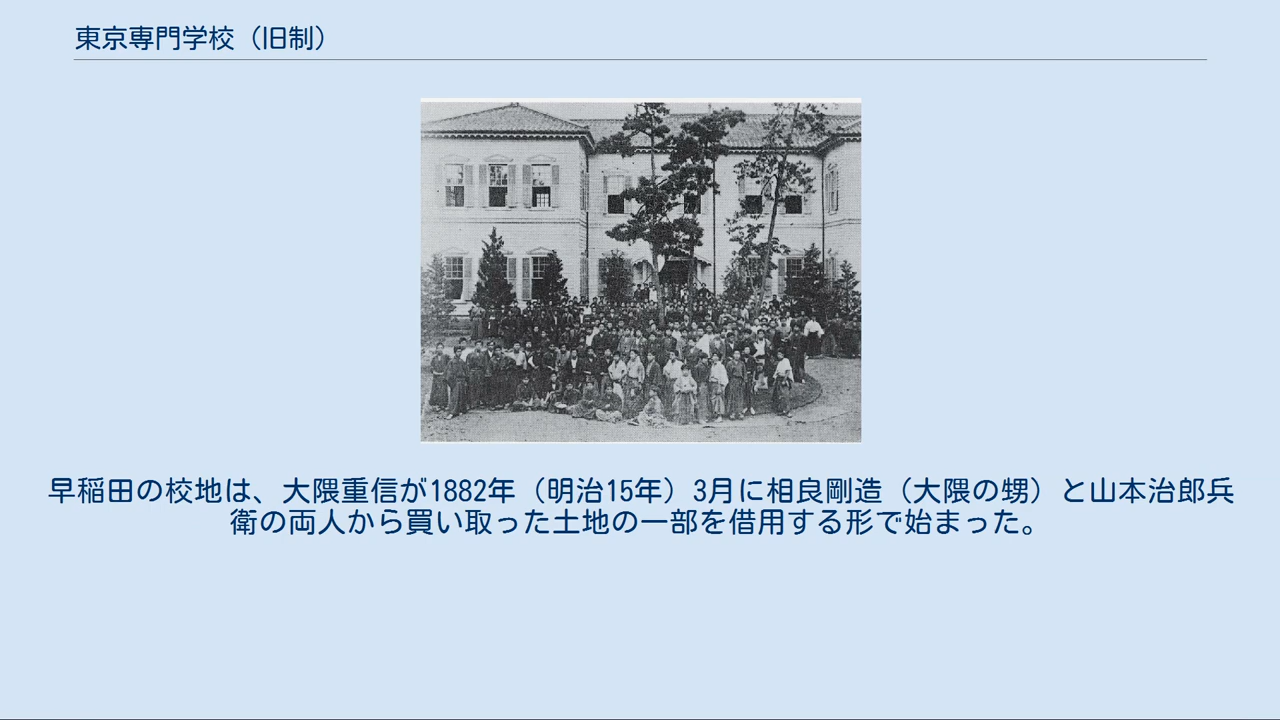 東京専門学校（旧制）
早稲田の校地は、大隈重信が1882年（明治15年）3月に相良剛造（大隈の甥）と山本治郎兵
衛の両人から買い取った土地の一部を借用する形で始まった。